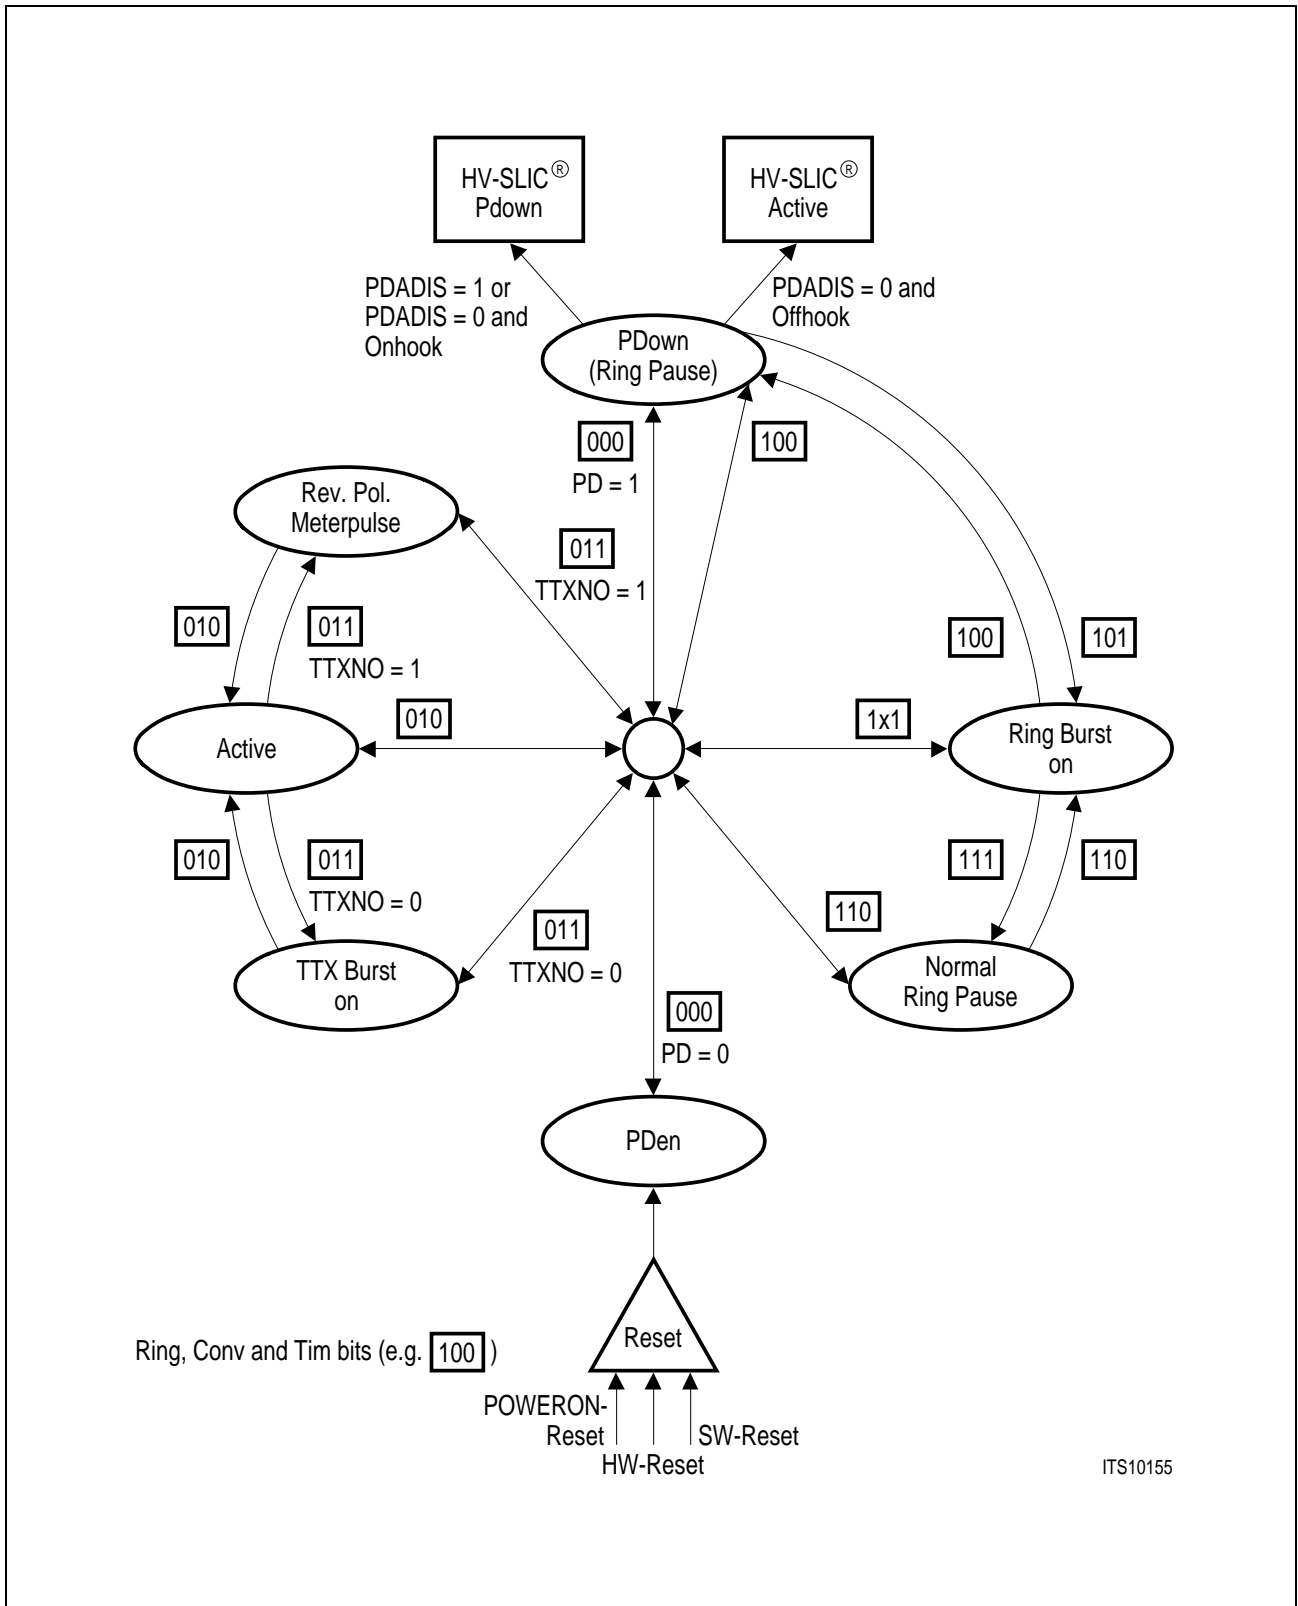 HV-SLIC®
Pdown
HV-SLIC®
Active
PDADIS = 1 or
PDADIS = 0 and
Onhook
PDADIS = 0 and
Offhook
PDown
(Ring Pause)
000
PD = 1
100
Rev. Pol.
Meterpulse
011
TTXNO = 1
010
011
TTXNO = 1
100
101
010
1x1
Active
Ring Burst
on
010
011
TTXNO = 0
111
110
TTX Burst
on
011
TTXNO = 0
110
Normal
Ring Pause
000
PD = 0
PDen
Reset
Ring, Conv and Tim bits (e.g. 100 )
POWERON-
Reset
HW-Reset
SW-Reset
ITS10155